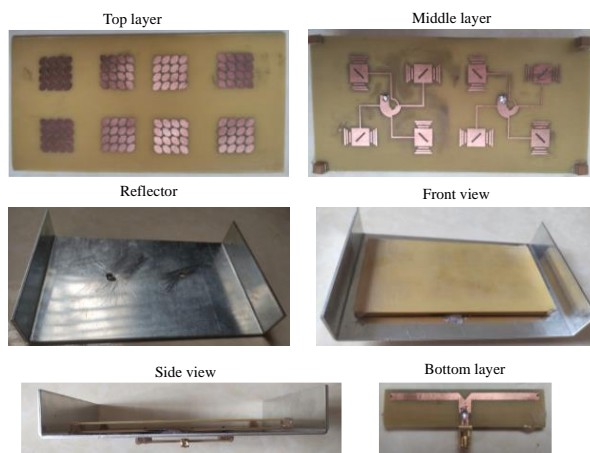 Top layer
Middle layer
Reflector
Front view
Side view
Bottom layer